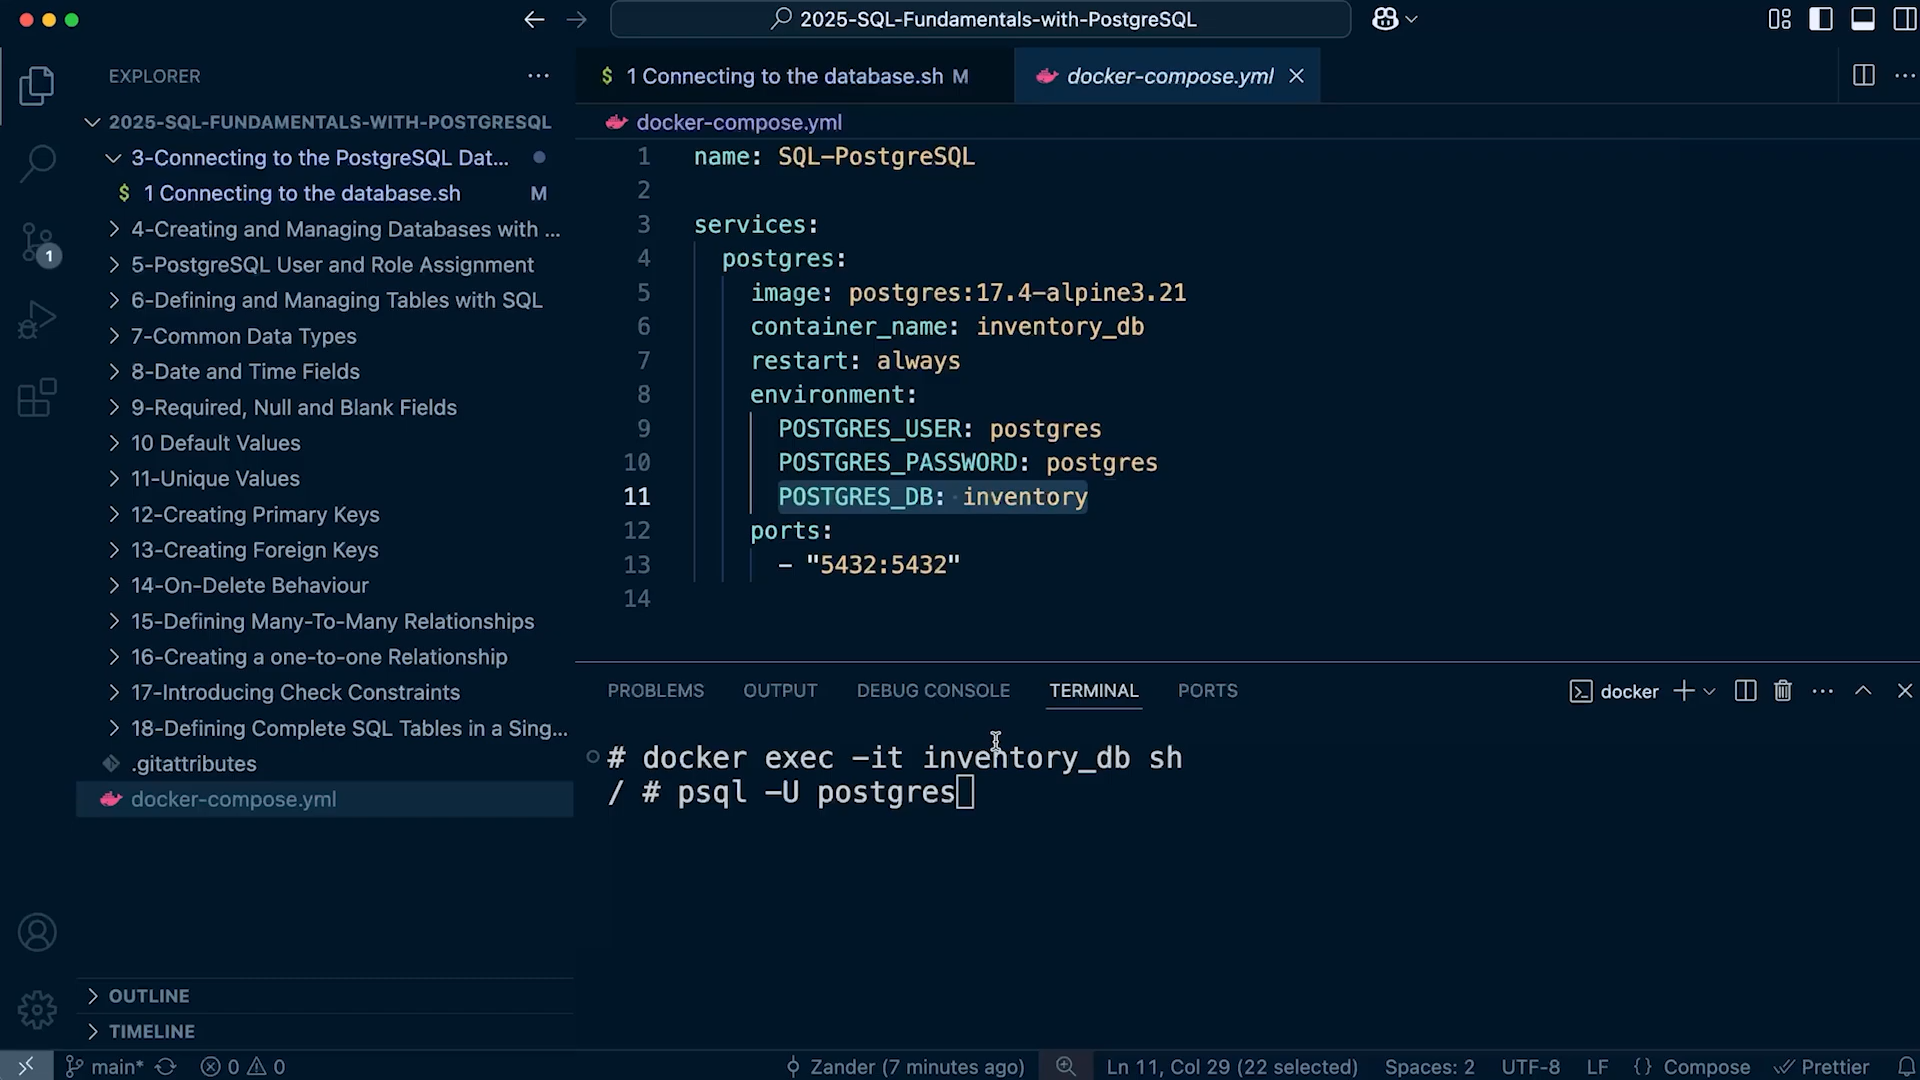 2025-SQL-Fundamentals-with-PostgreSQL
EXPLORER
2025-SQL-FUNDAMENTALS-WITH-POSTGRESQL
3-Connecting to the PostgreSQL Dat...
$ 1 Connecting to the database.sh M
4-Creating and Managing Databases with ...
5-PostgreSQL User and Role Assignment
6-Defining and Managing Tables with SQL
7-Common Data Types
8-Date and Time Fields
9-Required, Null and Blank Fields
10 Default Values
11-Unique Values
12-Creating Primary Keys
13-Creating Foreign Keys
14-On-Delete Behaviour
15-Defining Many-To-Many Relationships
16-Creating a one-to-one Relationship
17-Introducing Check Constraints
18-Defining Complete SQL Tables in a Sing...
.gitattributes
docker-compose.yml
OUTLINE
TIMELINE
1
$ 1 Connecting to the database.sh M
docker-compose.yml
docker-compose.yml
1 name: SQL-PostgreSQL
2
3 services:
4 postgres:
5 image: postgres:17.4-alpine3.21
6 container_name: inventory_db
7 restart: always
8 environment:
9 POSTGRES_USER: postgres
10 POSTGRES_PASSWORD: postgres
11 POSTGRES_DB: inventory
12 ports:
13 - "5432:5432"
14
PROBLEMS OUTPUT DEBUG CONSOLE TERMINAL PORTS
docker
# docker exec -it inventory_db sh
/ # psql -U postgres
main* 0 0
Zander (7 minutes ago) Ln 11, Col 29 (22 selected) Spaces: 2 UTF-8 LF {} Compose Prettier